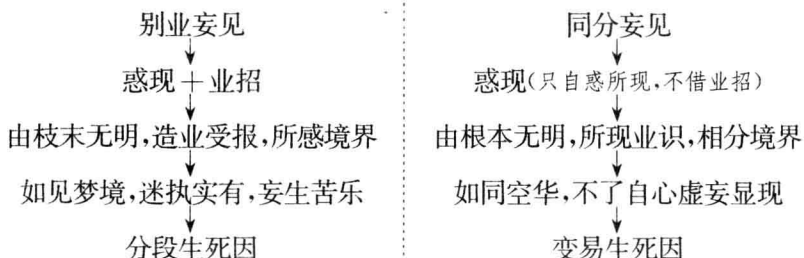 别业妄见
惑现＋业招
由枝末无明,造业受报,所感境界
如见梦境,迷执实有,妄生苦乐
分段生死因
同分妄见
惑现(只自惑所现,不借业招)
由根本无明,所现业识,相分境界
如同空华,不了自心虚妄显现
变易生死因